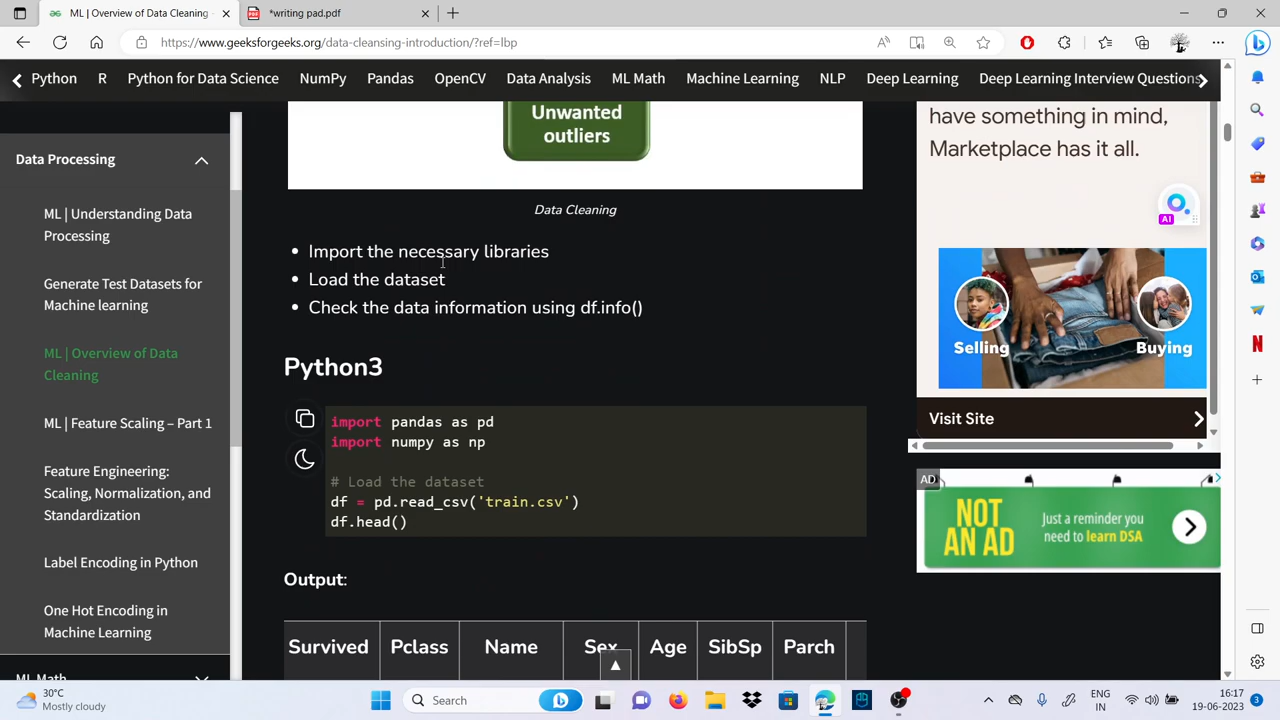 ML | Overview of Data Cleaning
*writing pad.pdf
https://www.geeksforgeeks.org/data-cleansing-introduction/?ref=lbp
Python
R
Python for Data Science
NumPy
Pandas
OpenCV
Data Analysis
ML Math
Machine Learning
NLP
Deep Learning
Deep Learning Interview Questions
Data Processing
ML | Understanding Data
Processing
Generate Test Datasets for
Machine learning
ML | Overview of Data
Cleaning
ML | Feature Scaling – Part 1
Feature Engineering:
Scaling, Normalization, and
Standardization
Label Encoding in Python
One Hot Encoding in
Machine Learning
ML Math
Unwanted
outliers
Data Cleaning
• Import the necessary libraries
• Load the dataset
• Check the data information using df.info()
Python3
import pandas as pd
import numpy as np
# Load the dataset
df = pd.read_csv('train.csv')
df.head()
Output:
Survived
Pclass
Name
Sex
Age
SibSp
Parch
have something in mind,
Marketplace has it all.
AI
Selling
Buying
Visit Site
AD
NOT
AN AD
Just a reminder you
need to learn DSA
30°C
Mostly cloudy
Search
ENG
IN
16:17
19-06-2023
3